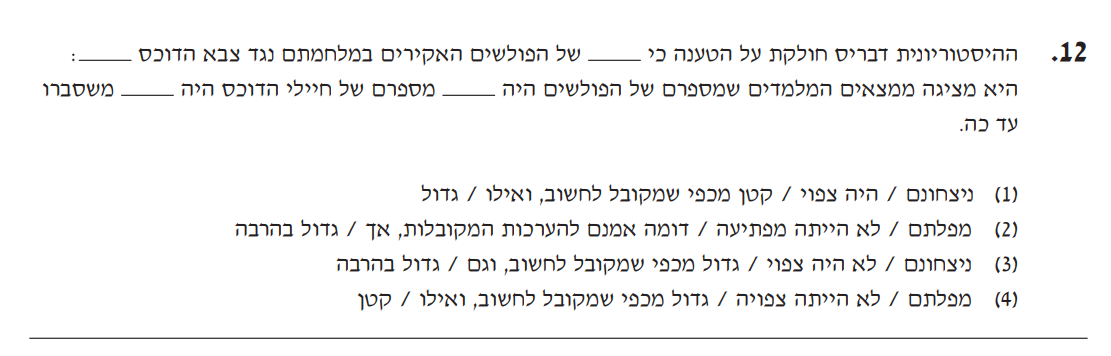 12. ההיסטוריונית דבריס חולקת על הטענה כי _____ של הפולשים האקירים במלחמתם נגד צבא הדוכס _____:
היא מציגה ממצאים המלמדים שמספרם של הפולשים היה _____ מספרם של חיילי הדוכס היה _____ משסברו
עד כה.
(1) ניצחונם / היה צפוי / קטן מכפי שמקובל לחשוב, ואילו / גדול
(2) מפלתם / לא הייתה מפתיעה / דומה אמנם להערכות המקובלות, אך / גדול בהרבה
(3) ניצחונם / לא היה צפוי / גדול מכפי שמקובל לחשוב, וגם / גדול בהרבה
(4) מפלתם / לא הייתה צפויה / גדול מכפי שמקובל לחשוב, ואילו / קטן